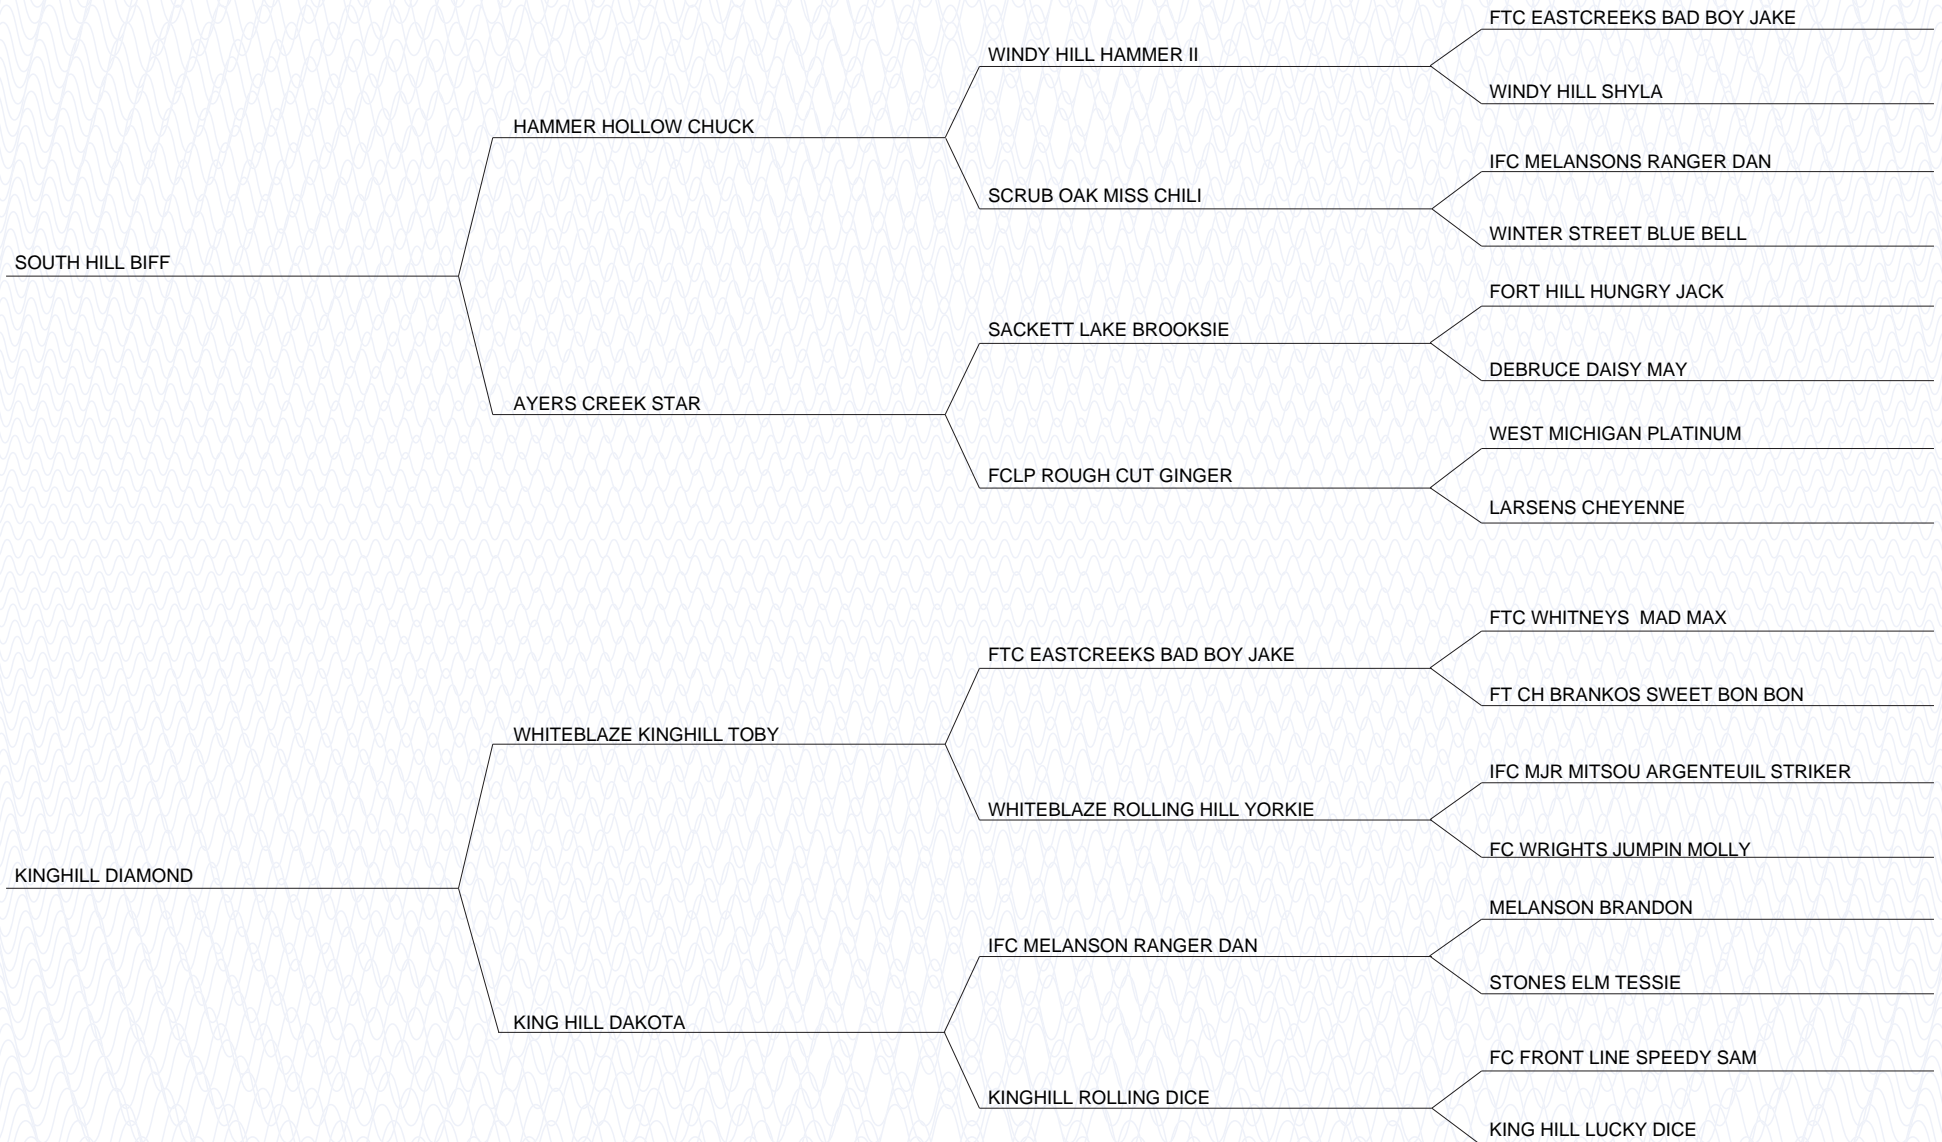 FTC EASTCREEKS BAD BOY JAKE
WINDY HILL HAMMER II
WINDY HILL SHYLA
HAMMER HOLLOW CHUCK
IFC MELANSONS RANGER DAN
SCRUB OAK MISS CHILI
WINTER STREET BLUE BELL
SOUTH HILL BIFF
FORT HILL HUNGRY JACK
SACKETT LAKE BROOKSIE
DEBRUCE DAISY MAY
AYERS CREEK STAR
WEST MICHIGAN PLATINUM
FCLP ROUGH CUT GINGER
LARSENS CHEYENNE
FTC WHITNEYS  MAD MAX
FTC EASTCREEKS BAD BOY JAKE
FT CH BRANKOS SWEET BON BON
WHITEBLAZE KINGHILL TOBY
IFC MJR MITSOU ARGENTEUIL STRIKER
WHITEBLAZE ROLLING HILL YORKIE
FC WRIGHTS JUMPIN MOLLY
KINGHILL DIAMOND
MELANSON BRANDON
IFC MELANSON RANGER DAN
STONES ELM TESSIE
KING HILL DAKOTA
FC FRONT LINE SPEEDY SAM
KINGHILL ROLLING DICE
KING HILL LUCKY DICE